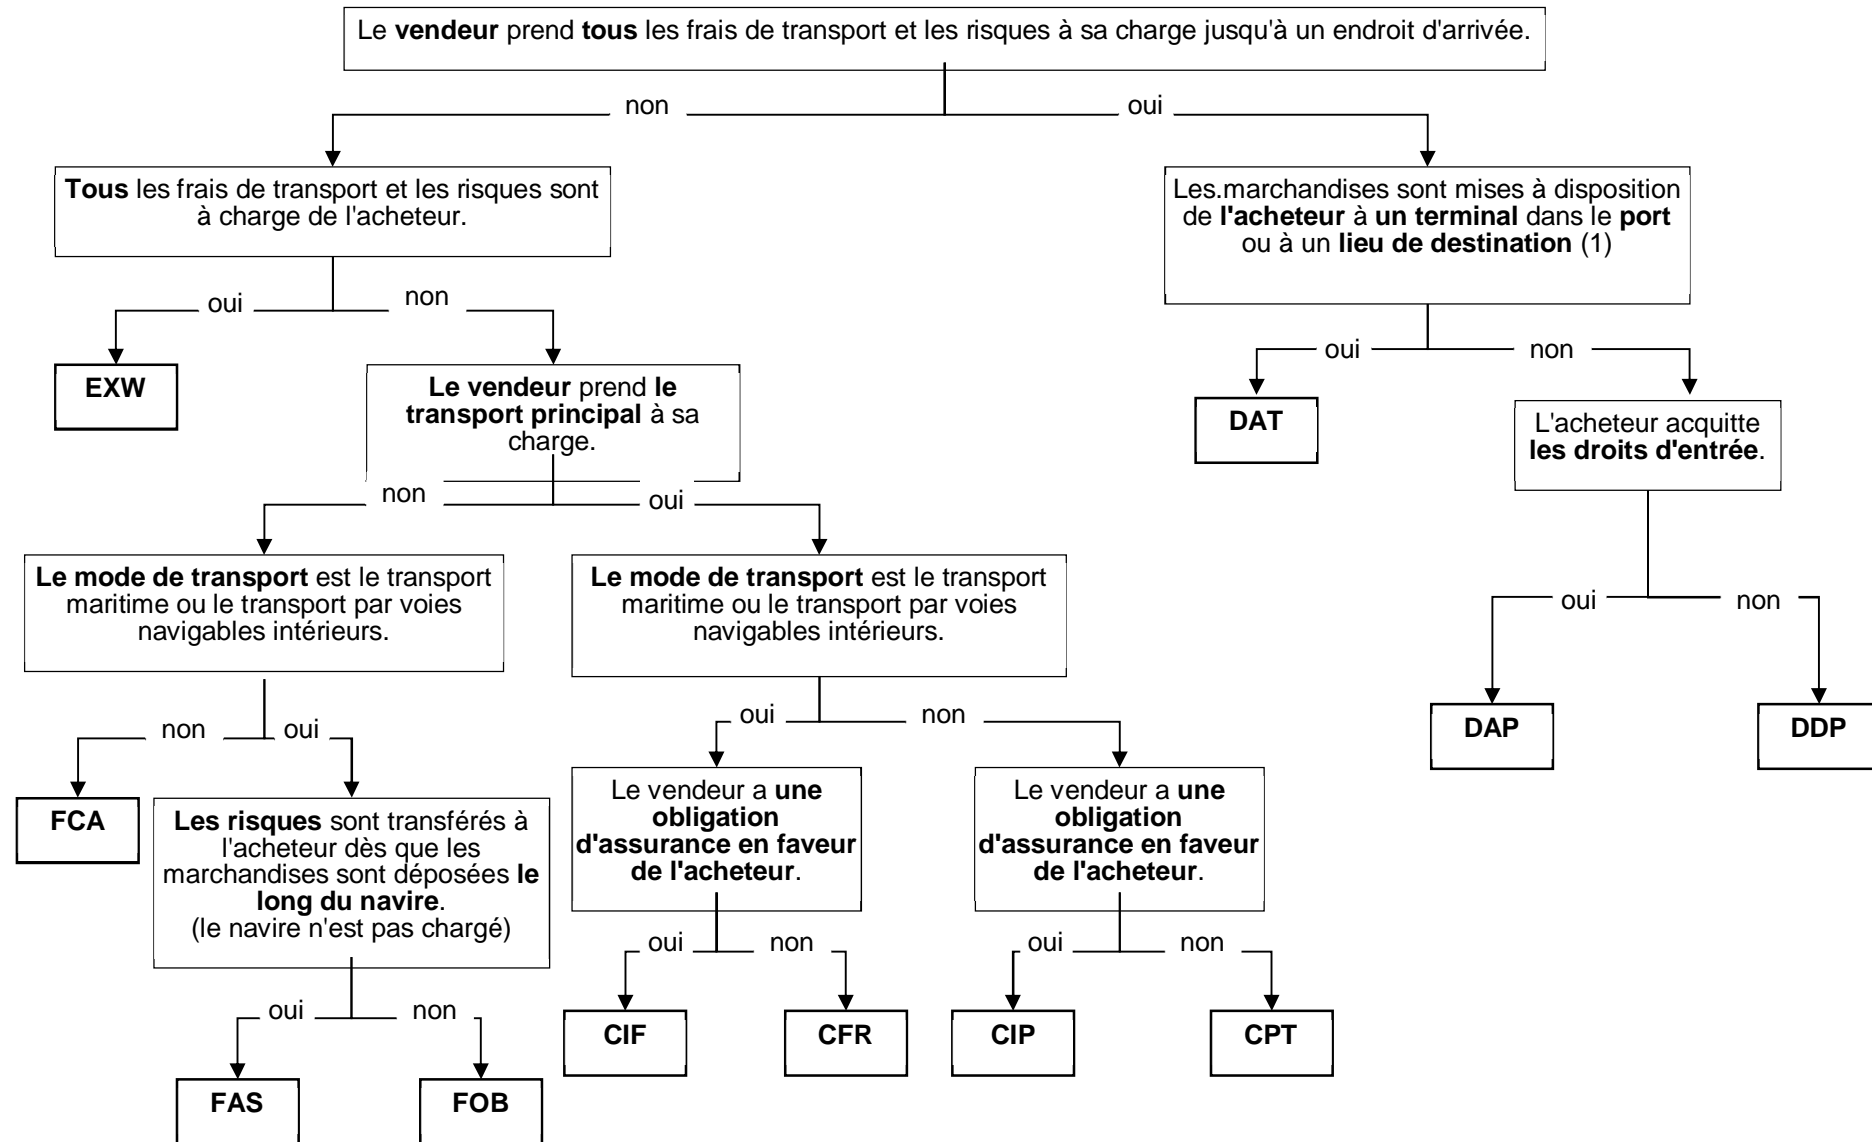 Le vendeur prend tous les frais de transport et les risques à sa charge jusqu'à un endroit d'arrivée.
non
oui
Tous les frais de transport et les risques sont
à charge de l'acheteur.
Les.marchandises sont mises à disposition
de l'acheteur à un terminal dans le port
ou à un lieu de destination (1)
oui
non
EXW
Le vendeur prend le
transport principal à sa
charge.
oui
non
DAT
L'acheteur acquitte
les droits d'entrée.
non
oui
Le mode de transport est le transport
maritime ou le transport par voies
navigables intérieurs.
Le mode de transport est le transport
maritime ou le transport par voies
navigables intérieurs.
oui
non
DAP
DDP
non
oui
oui
non
FCA
Les risques sont transférés à
l'acheteur dès que les
marchandises sont déposées le
long du navire.
(le navire n'est pas chargé)
Le vendeur a une
obligation
d'assurance en faveur
de l'acheteur.
Le vendeur a une
obligation
d'assurance en faveur
de l'acheteur.
oui
non
oui
non
oui
non
CIF
CFR
CIP
CPT
FAS
FOB